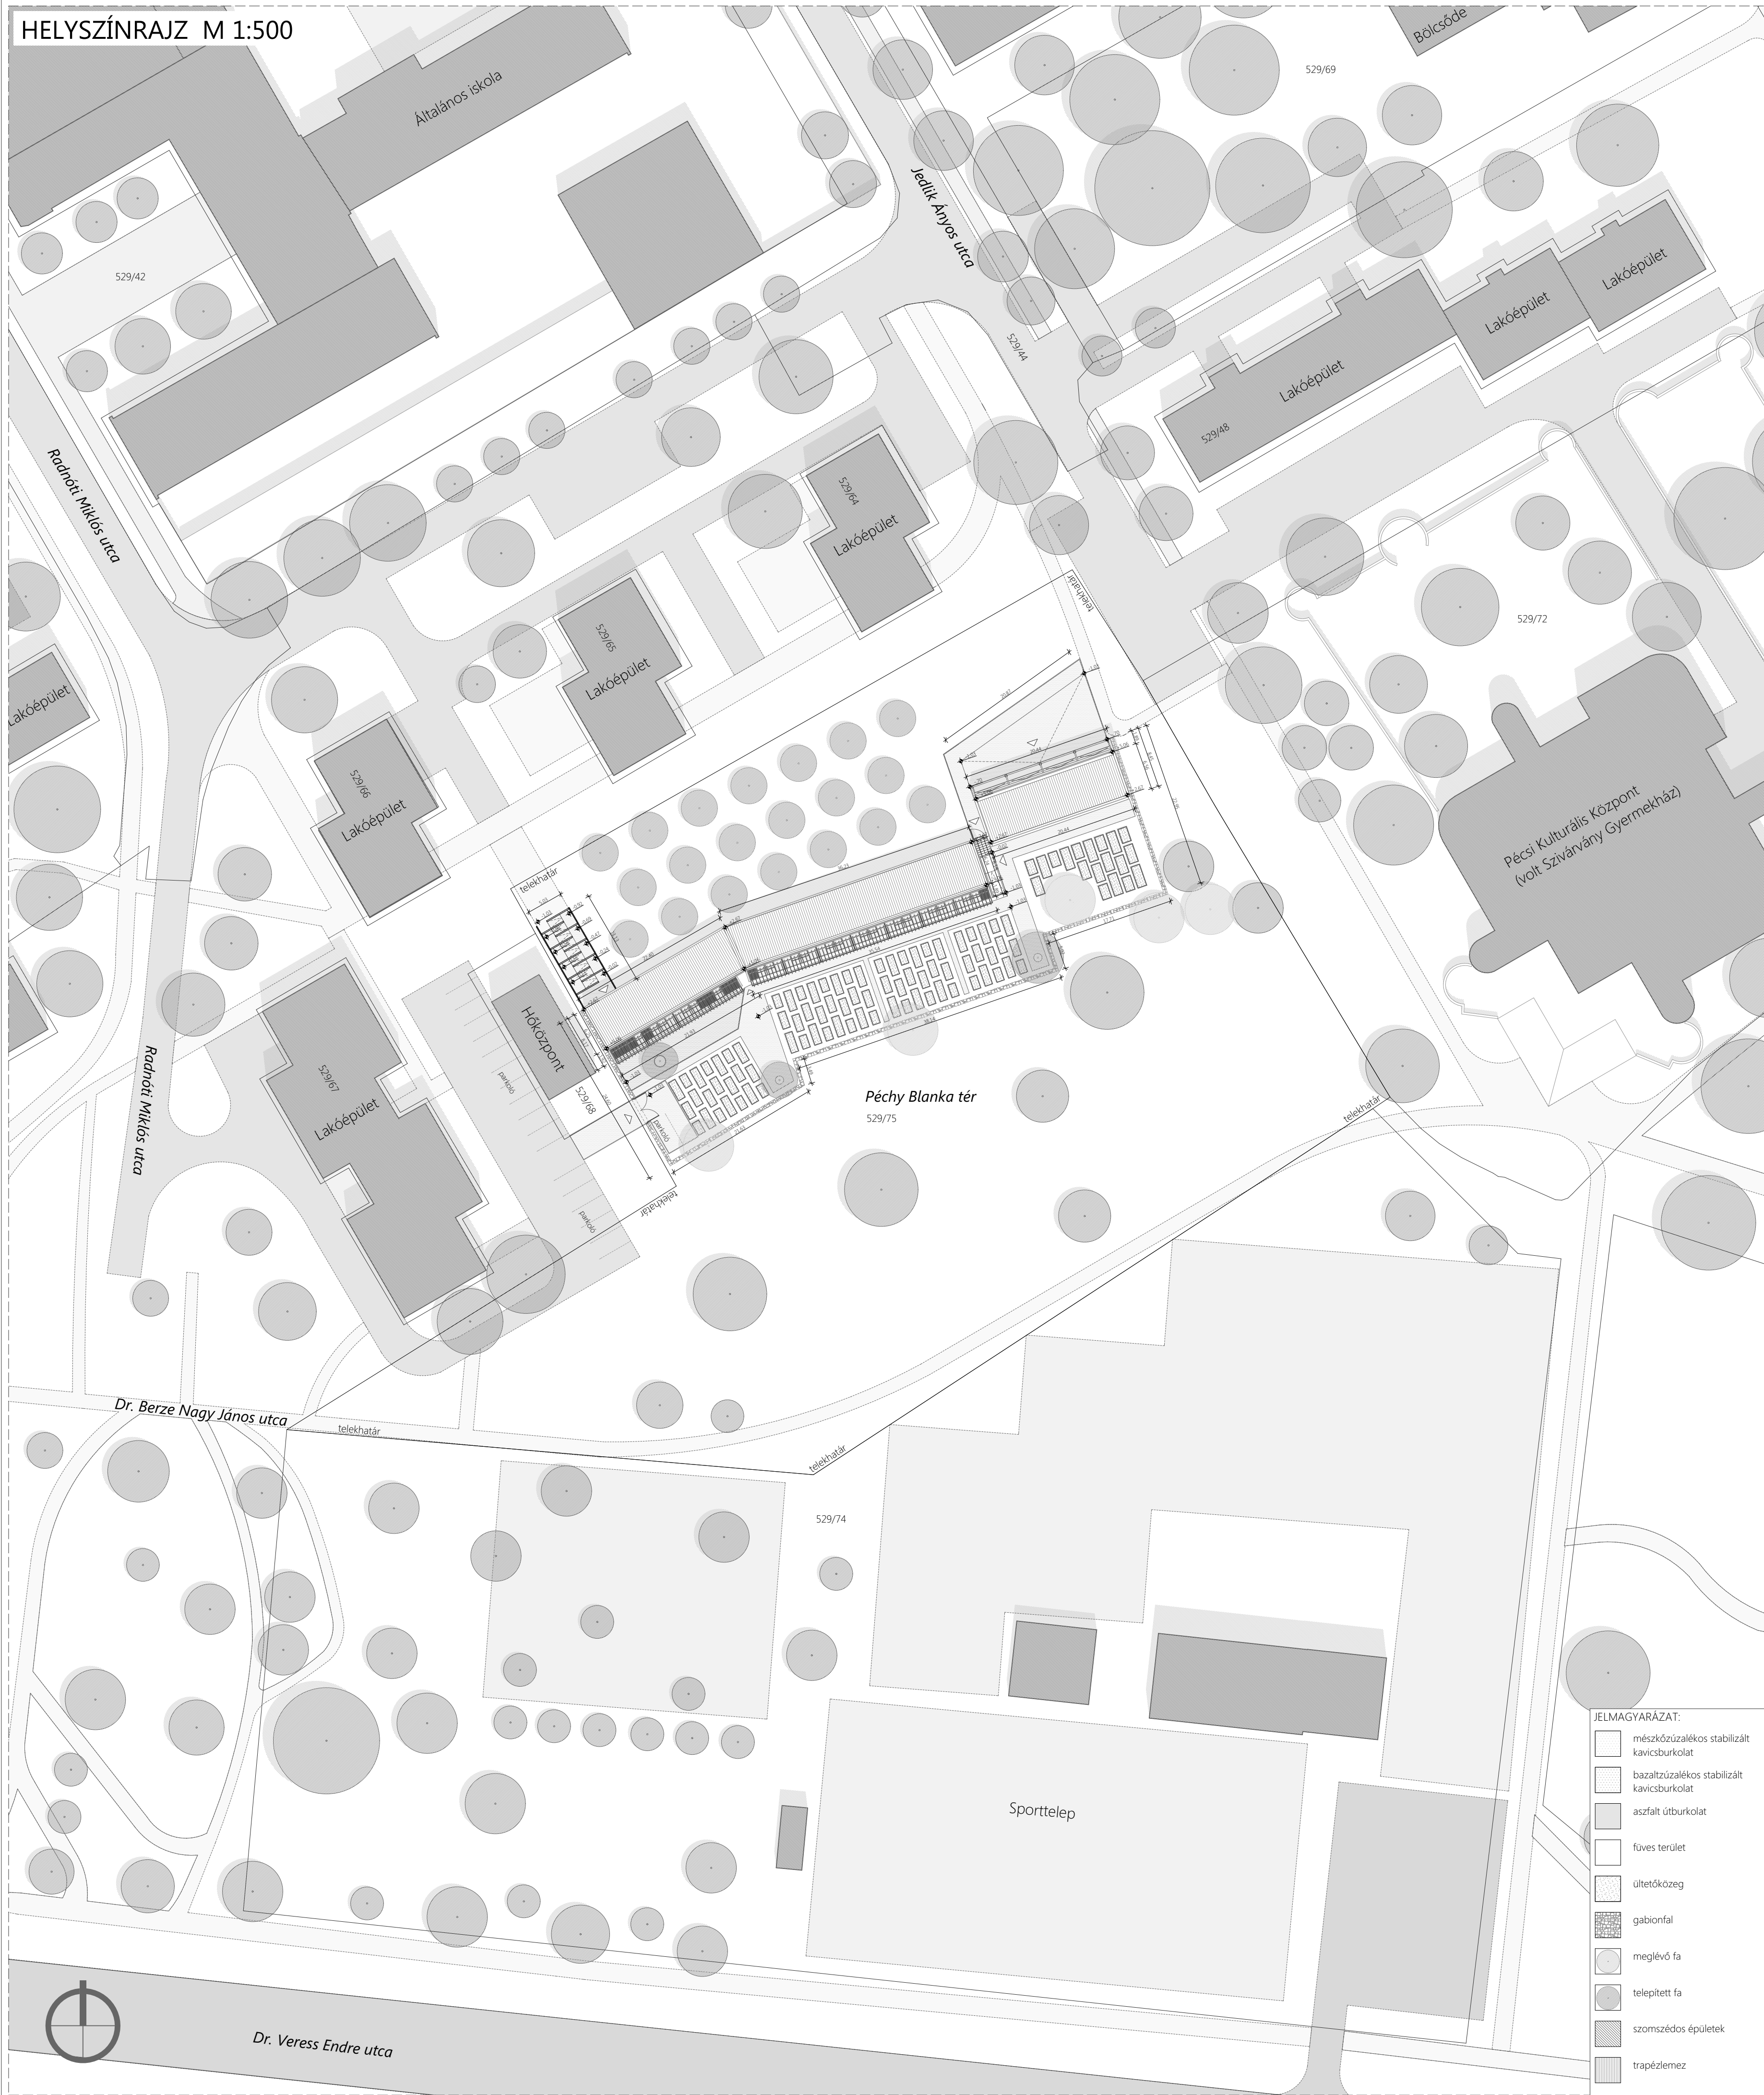 HELYSZÍNRAJZ M 1:500
Bölcsőde
529/69
Általános iskola
Jedlik Ányos utca
529/42
Lakóépület
Lakóépület
Lakóépület
529/44
529/48
Radnóti Miklós utca
529/64
Lakóépület
telekhatár
529/72
529/65
Lakóépület
Lakóépület
529/66
Lakóépület
Pécsi Kulturális Központ
(volt Szivárvány Gyermekház)
telekhatár
Hőközpont
529/67
Lakóépület
parkoló
529/68
parkoló
Radnóti Miklós utca
Péchy Blanka tér
529/75
telekhatár
telekhatár
parkoló
Dr. Berze Nagy János utca
telekhatár
telekhatár
529/74
Sporttelep
Dr. Veress Endre utca
JELMAGYARÁZAT:
mészkőzúzalékos stabilizált
kavicsburkolat
bazaltzúzalékos stabilizált
kavicsburkolat
aszfalt útburkolat
füves terület
ültetőközeg
gabionfal
meglévő fa
telepített fa
szomszédos épületek
trapézlemez